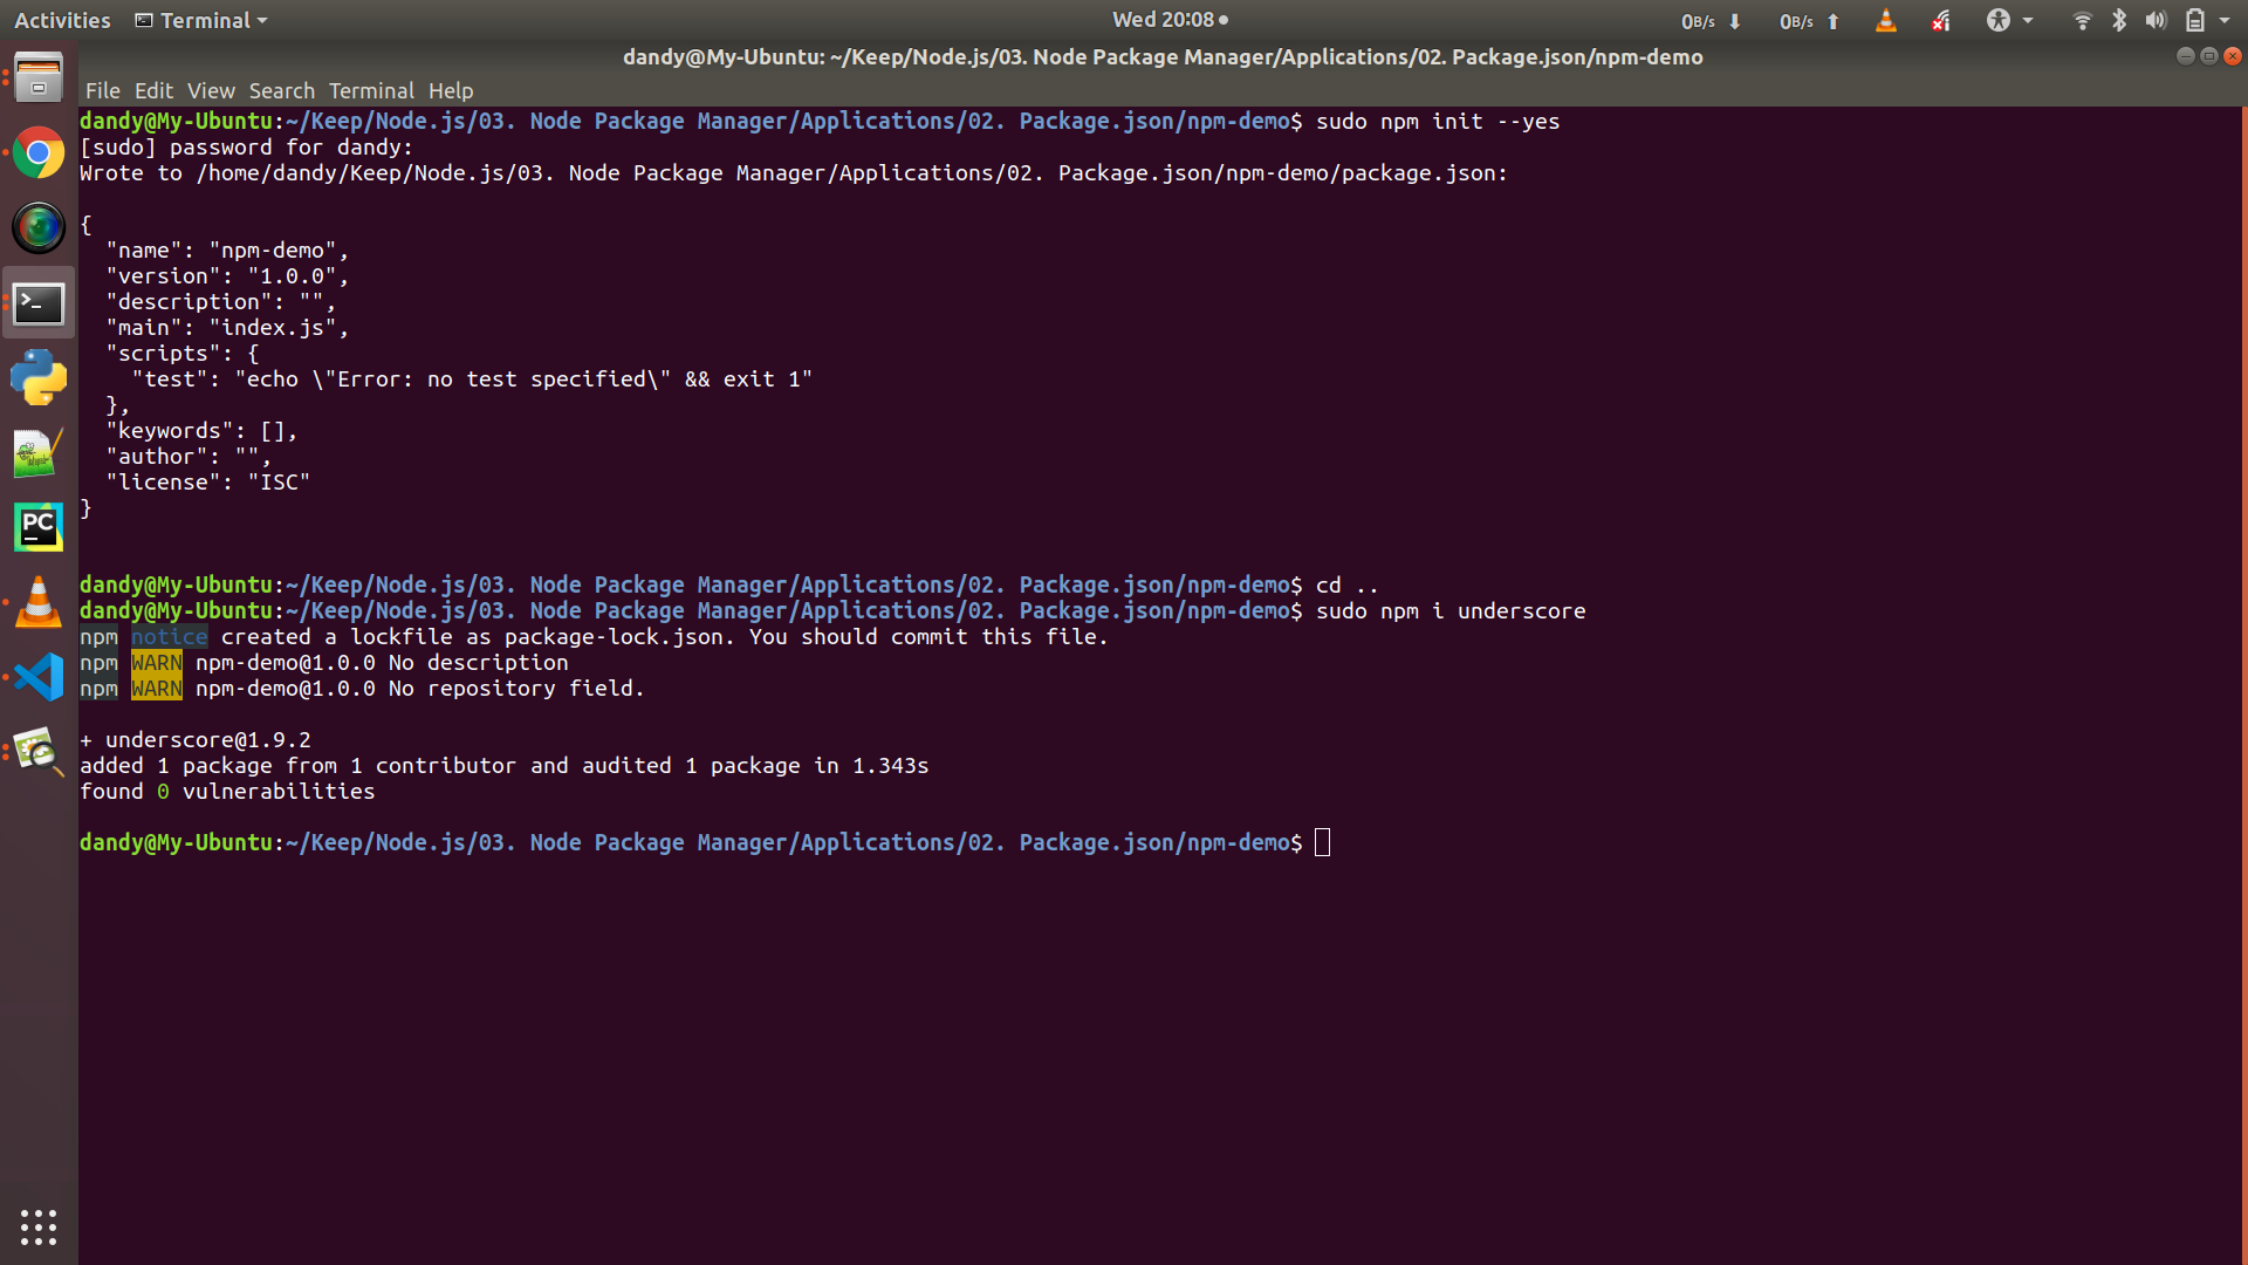 Activities Terminal Wed 20:08 0B/s 0B/s
dandy@My-Ubuntu: ~/Keep/Node.js/03. Node Package Manager/Applications/02. Package.json/npm-demo
File Edit View Search Terminal Help
dandy@My-Ubuntu:~/Keep/Node.js/03. Node Package Manager/Applications/02. Package.json/npm-demo$ sudo npm init --yes
[sudo] password for dandy:
Wrote to /home/dandy/Keep/Node.js/03. Node Package Manager/Applications/02. Package.json/npm-demo/package.json:
{
  "name": "npm-demo",
  "version": "1.0.0",
  "description": "",
  "main": "index.js",
  "scripts": {
    "test": "echo \"Error: no test specified\" && exit 1"
  },
  "keywords": [],
  "author": "",
  "license": "ISC"
}
dandy@My-Ubuntu:~/Keep/Node.js/03. Node Package Manager/Applications/02. Package.json/npm-demo$ cd ..
dandy@My-Ubuntu:~/Keep/Node.js/03. Node Package Manager/Applications/02. Package.json/npm-demo$ sudo npm i underscore
npm notice created a lockfile as package-lock.json. You should commit this file.
npm WARN npm-demo@1.0.0 No description
npm WARN npm-demo@1.0.0 No repository field.
+ underscore@1.9.2
added 1 package from 1 contributor and audited 1 package in 1.343s
found 0 vulnerabilities
dandy@My-Ubuntu:~/Keep/Node.js/03. Node Package Manager/Applications/02. Package.json/npm-demo$
PC